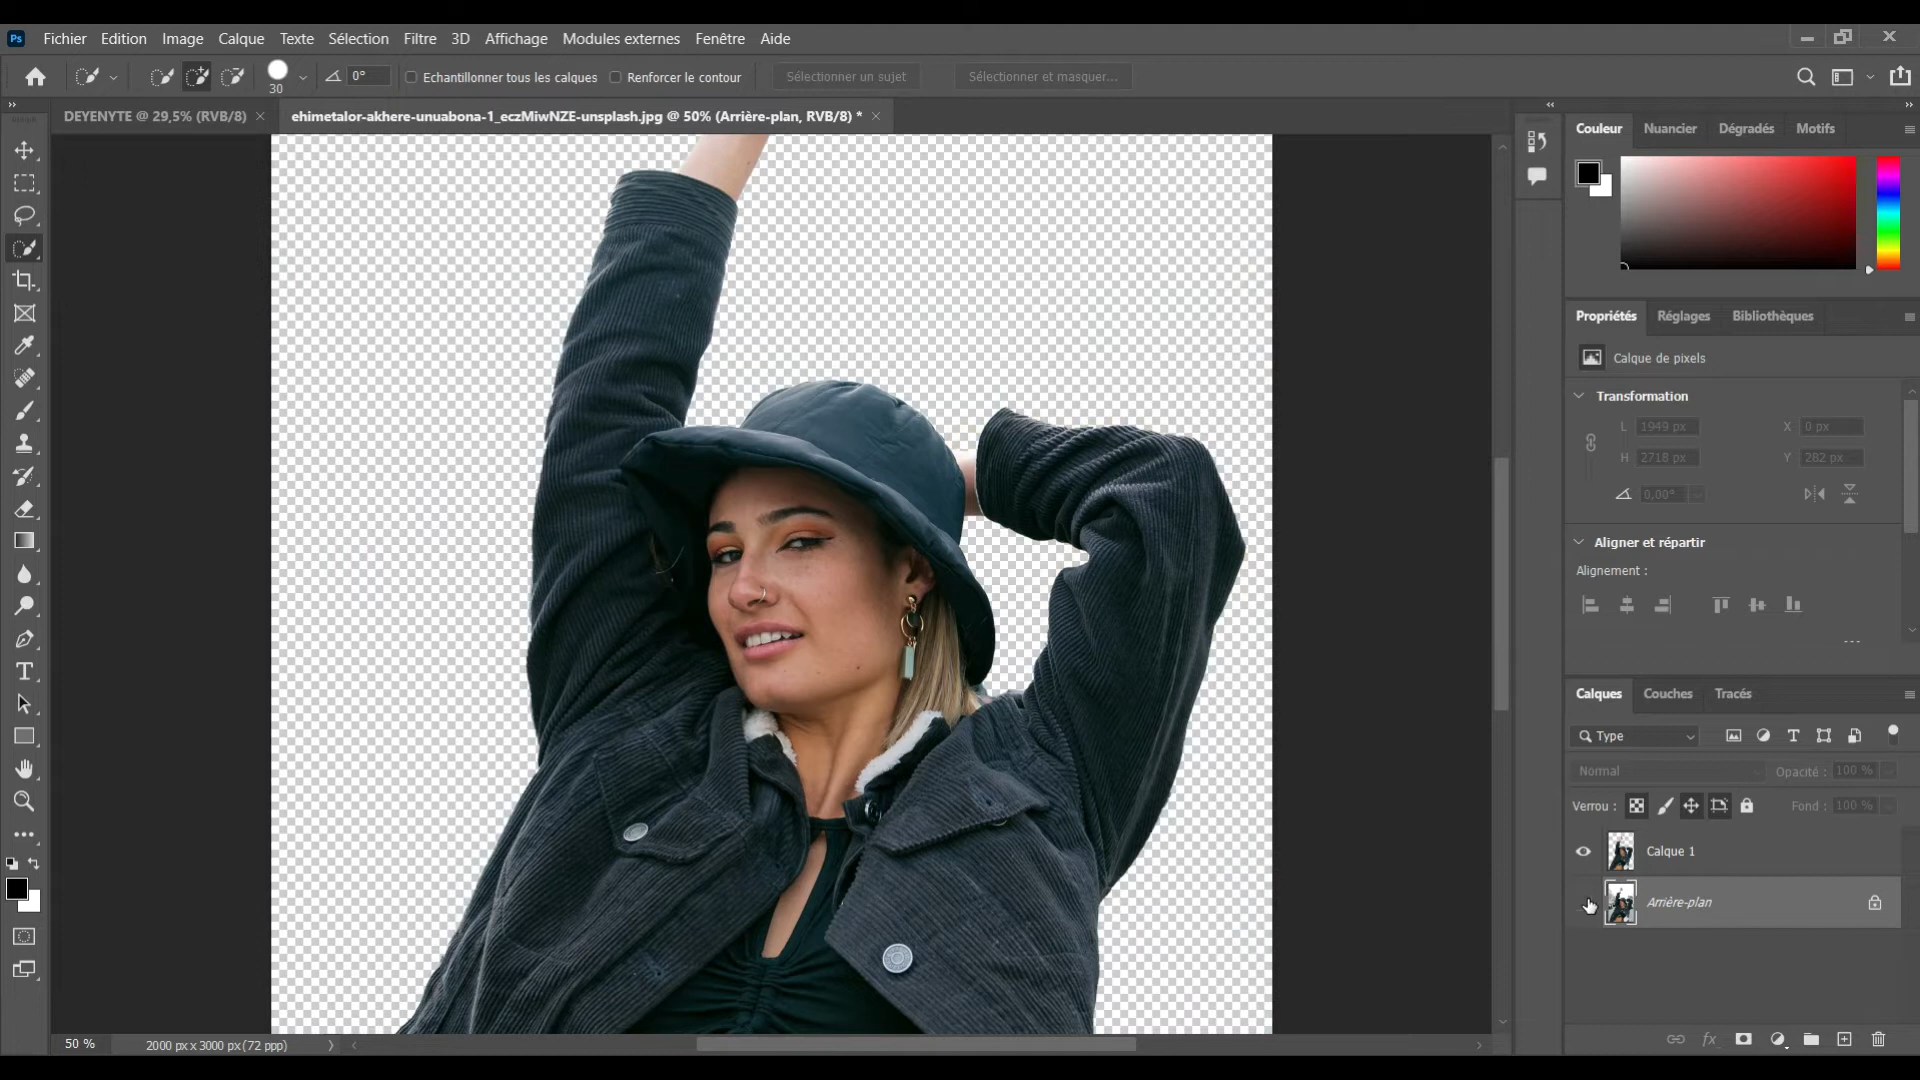 Ps Fichier Edition Image Calque Texte Sélection Filtre 3D Affichage Modules externes Fenêtre Aide
30 0° Echantillonner tous les calques Renforcer le contour Sélectionner un sujet Sélectionner et masquer...
DEYENYTE @ 29,5% (RVB/8) ehimetalor-akhere-unuabona-1_eczMiwNZE-unsplash.jpg @ 50% (Arrière-plan, RVB/8) *
Couleur Nuancier Dégradés Motifs
Propriétés Réglages Bibliothèques
Calque de pixels
Transformation
L 1949 px X 0 px
H 2718 px Y 282 px
0,00°
Aligner et répartir
Alignement :
Calques Couches Tracés
Type
Normal Opacité : 100 %
Verrou : Fond : 100 %
Calque 1
Arrière-plan
fx
50 % 2000 px x 3000 px (72 ppp)